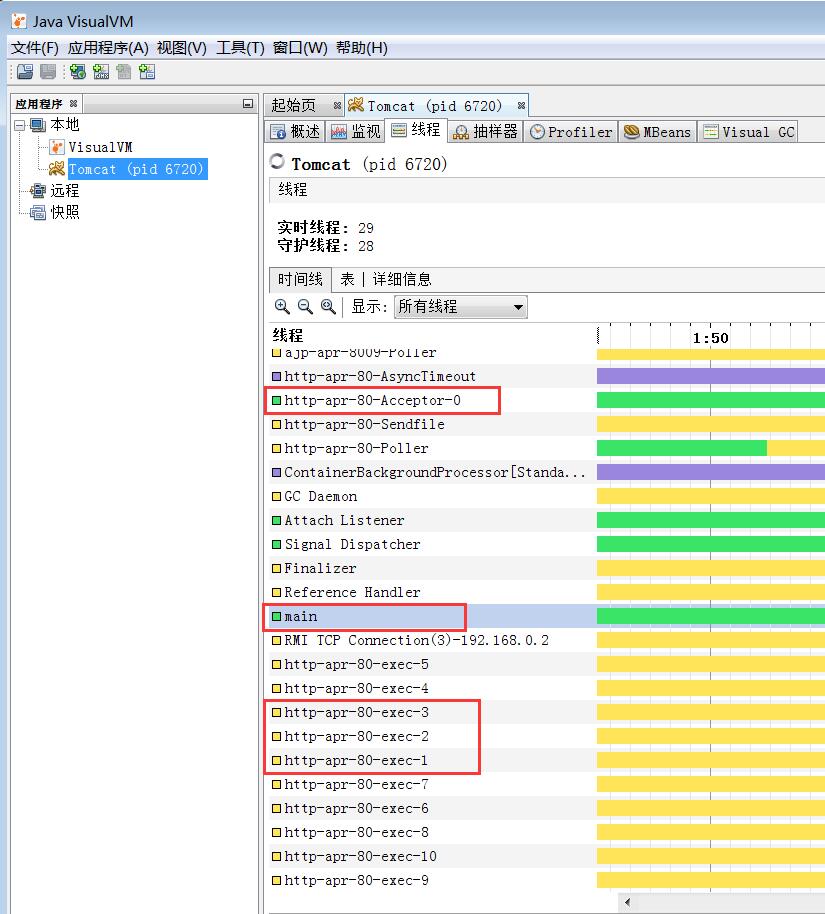 Java VisualVM
文件(F) 应用程序(A) 视图(V) 工具(T) 窗口(W) 帮助(H)
应用程序
本地
VisualVM
Tomcat (pid 6720)
远程
快照
起始页 Tomcat (pid 6720)
概述 监视 线程 抽样器 Profiler MBeans Visual GC
Tomcat (pid 6720)
线程
实时线程: 29
守护线程: 28
时间线 表 详细信息
显示: 所有线程
线程 1:50
ajp-apr-8009-Poller
http-apr-80-AsyncTimeout
http-apr-80-Acceptor-0
http-apr-80-Sendfile
http-apr-80-Poller
ContainerBackgroundProcessor[Standa...
GC Daemon
Attach Listener
Signal Dispatcher
Finalizer
Reference Handler
main
RMI TCP Connection(3)-192.168.0.2
http-apr-80-exec-5
http-apr-80-exec-4
http-apr-80-exec-3
http-apr-80-exec-2
http-apr-80-exec-1
http-apr-80-exec-7
http-apr-80-exec-6
http-apr-80-exec-8
http-apr-80-exec-10
http-apr-80-exec-9